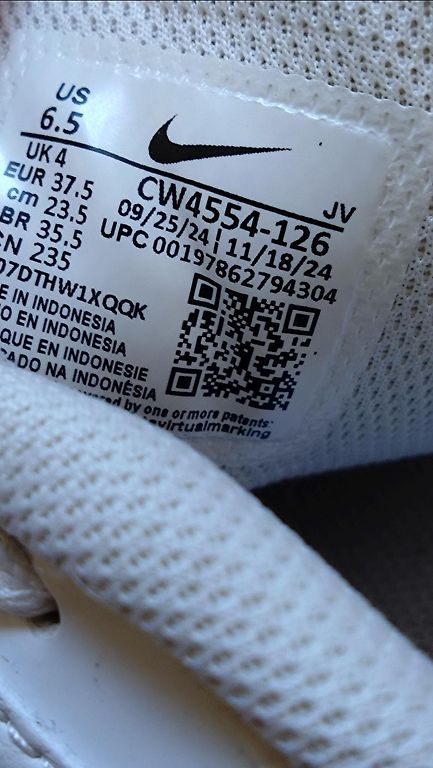 US
6.5
UK 4
EUR 37.5
cm 23.5
BR 35.5
CN 235
JV
CW4554-126
09/25/24 | 11/18/24
UPC 00197862794304
07DTHW1XQQK
E IN INDONESIA
O EN INDONESIA
QUE EN INDONESIE
CADO NA INDONÉSIA
by one or more patents:
virtualmarking